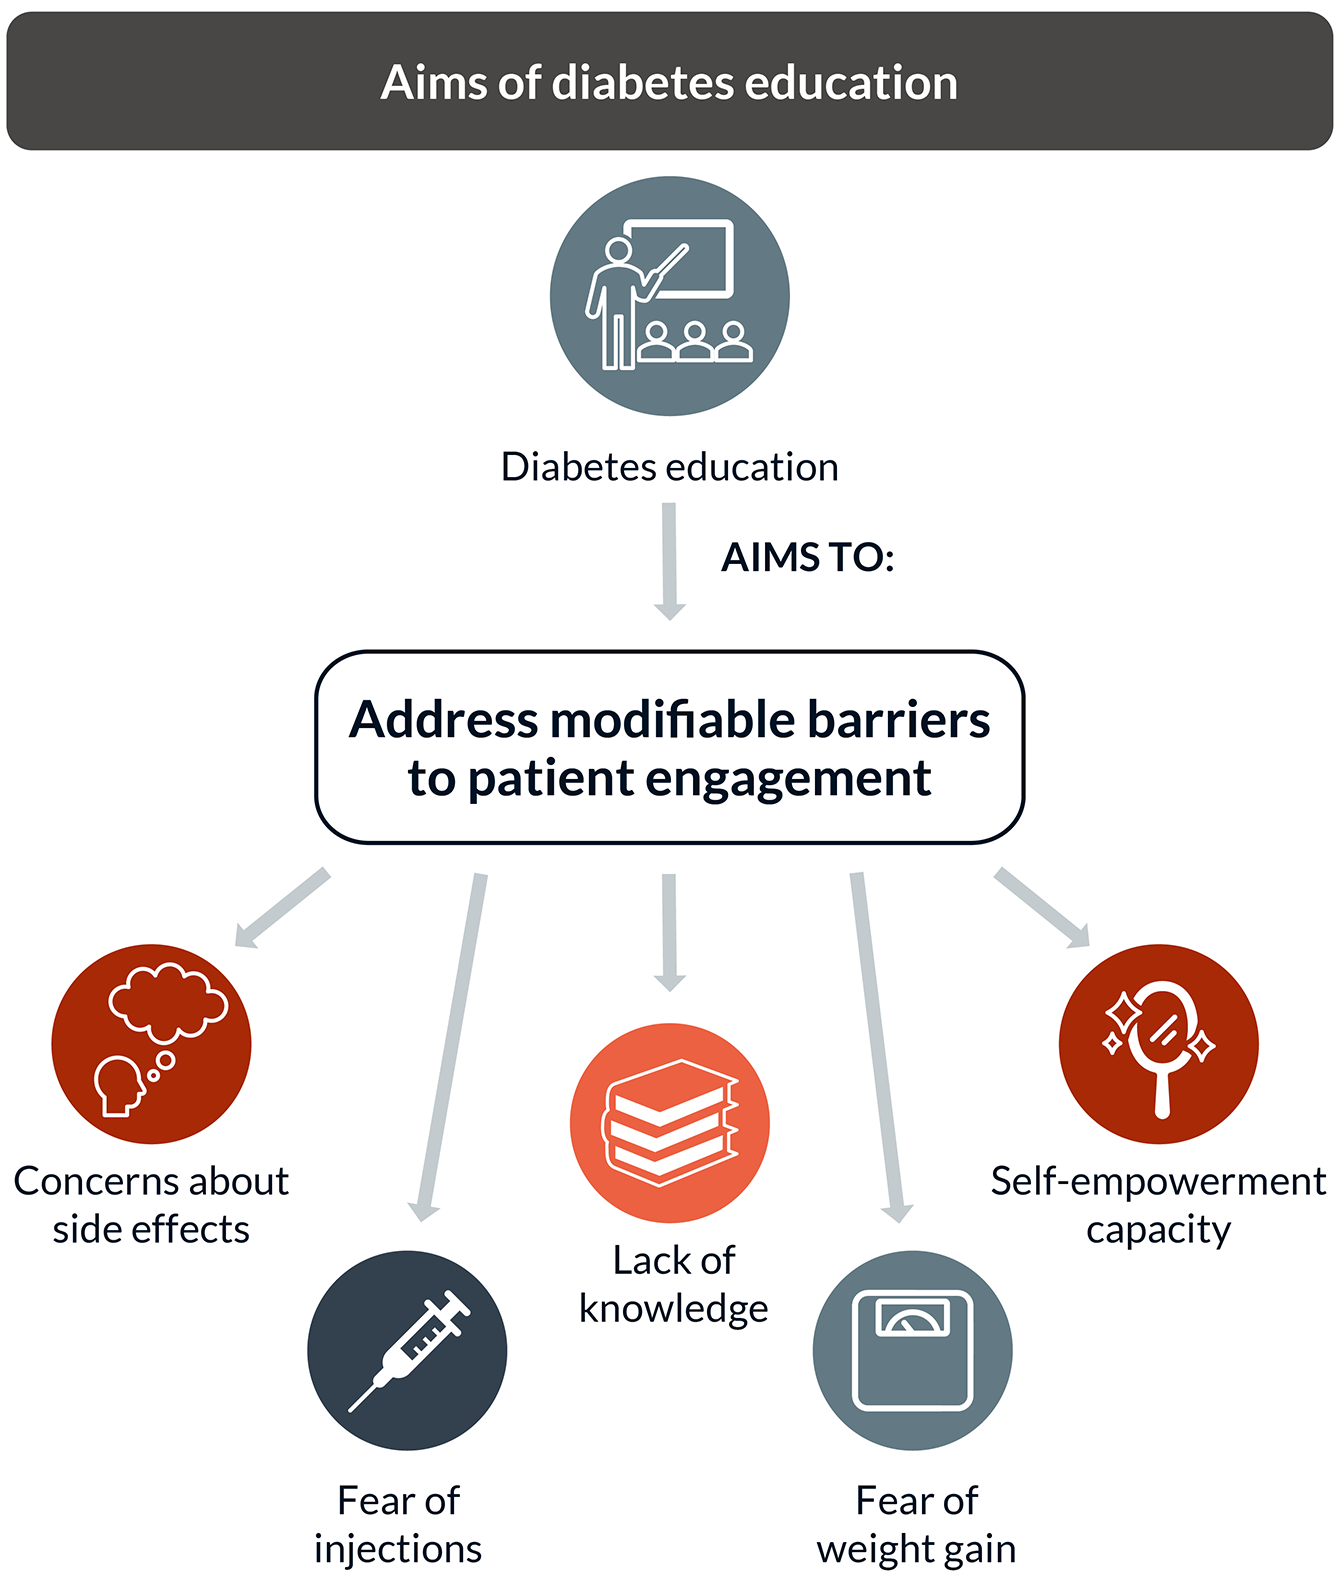 Aims of diabetes education
Diabetes education
AIMS TO:
Address modifiable barriers
to patient engagement
Concerns about
side effects
Fear of
injections
Lack of
knowledge
Fear of
weight gain
Self-empowerment
capacity